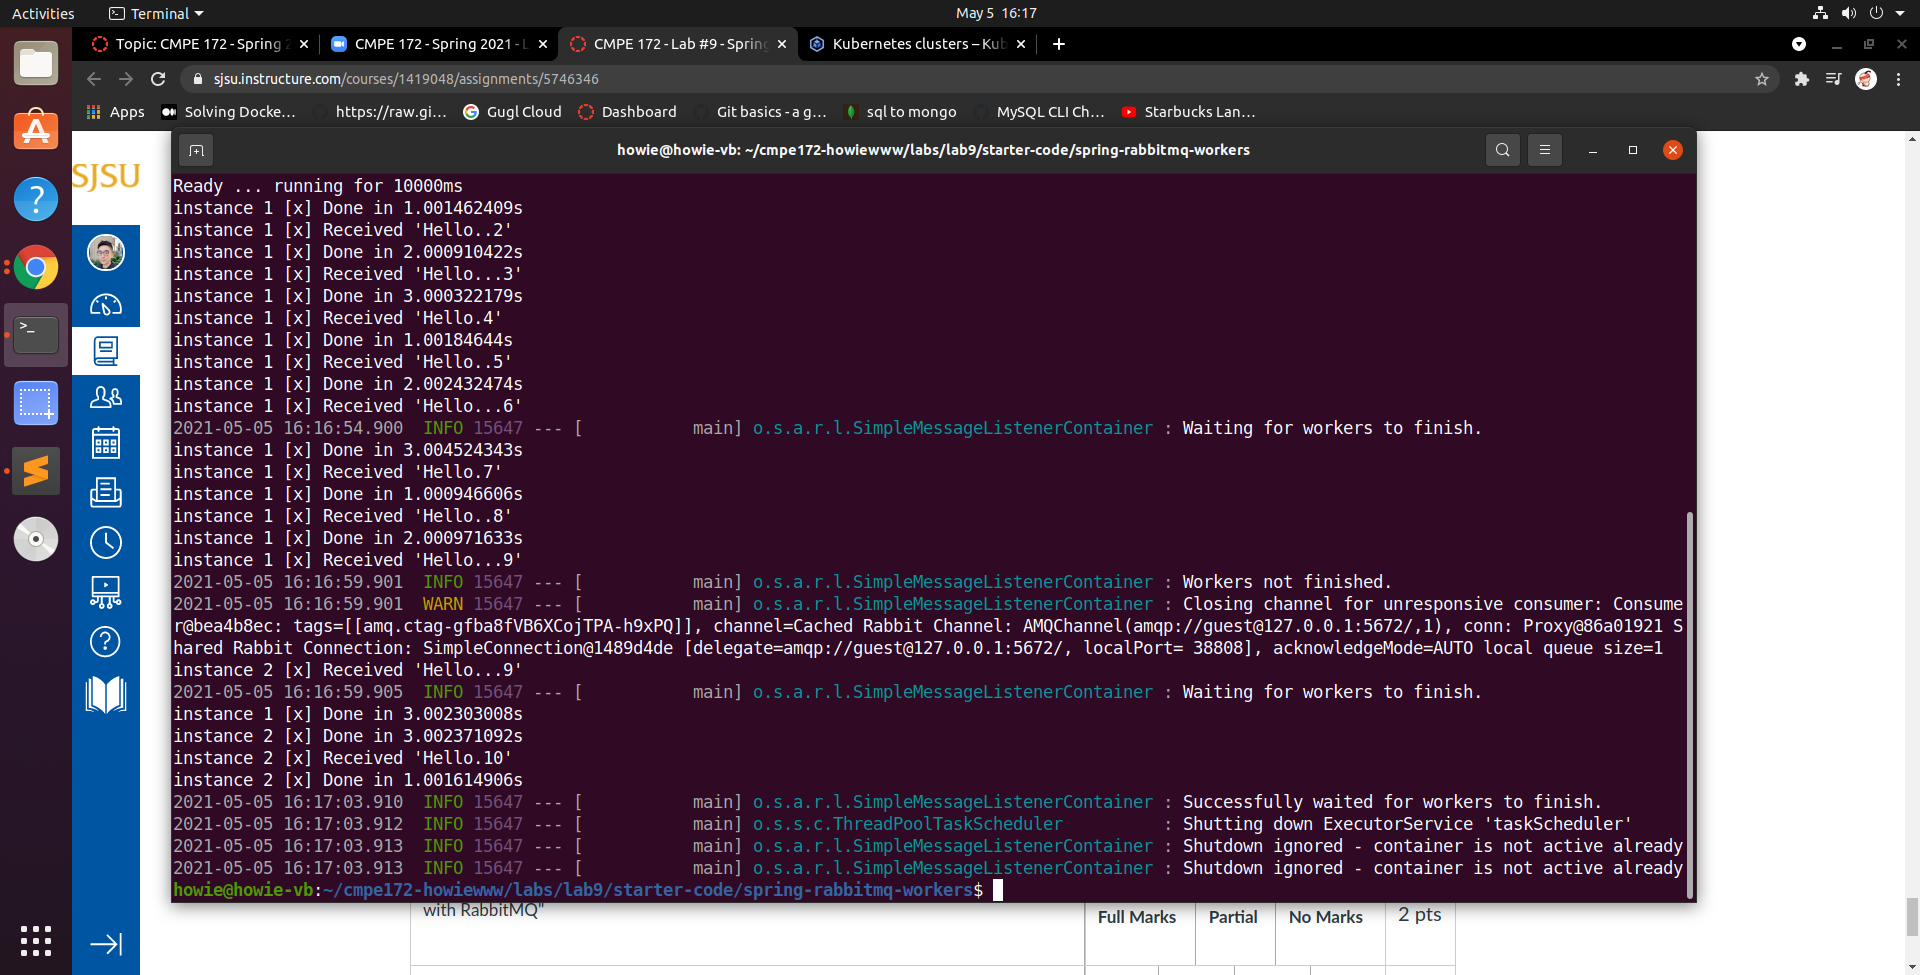 Activities
Terminal
May 5  16:17
Topic: CMPE 172 - Spring 2
CMPE 172 - Spring 2021 - L
CMPE 172 - Lab #9 - Spring
Kubernetes clusters – Kub
sjsu.instructure.com/courses/1419048/assignments/5746346
Apps
Solving Docke...
https://raw.gi...
Gugl Cloud
Dashboard
Git basics - a g...
sql to mongo
MySQL CLI Ch...
Starbucks Lan...
SJSU
howie@howie-vb: ~/cmpe172-howiewww/labs/lab9/starter-code/spring-rabbitmq-workers
Ready ... running for 10000ms
instance 1 [x] Done in 1.001462409s
instance 1 [x] Received 'Hello..2'
instance 1 [x] Done in 2.000910422s
instance 1 [x] Received 'Hello...3'
instance 1 [x] Done in 3.000322179s
instance 1 [x] Received 'Hello.4'
instance 1 [x] Done in 1.00184644s
instance 1 [x] Received 'Hello..5'
instance 1 [x] Done in 2.002432474s
instance 1 [x] Received 'Hello...6'
2021-05-05 16:16:54.900  INFO 15647 --- [           main] o.s.a.r.l.SimpleMessageListenerContainer : Waiting for workers to finish.
instance 1 [x] Done in 3.004524343s
instance 1 [x] Received 'Hello.7'
instance 1 [x] Done in 1.000946606s
instance 1 [x] Received 'Hello..8'
instance 1 [x] Done in 2.000971633s
instance 1 [x] Received 'Hello...9'
2021-05-05 16:16:59.901  INFO 15647 --- [           main] o.s.a.r.l.SimpleMessageListenerContainer : Workers not finished.
2021-05-05 16:16:59.901  WARN 15647 --- [           main] o.s.a.r.l.SimpleMessageListenerContainer : Closing channel for unresponsive consumer: Consume
r@bea4b8ec: tags=[[amq.ctag-gfba8fVB6XCojTPA-h9xPQ]], channel=Cached Rabbit Channel: AMQChannel(amqp://guest@127.0.0.1:5672/,1), conn: Proxy@86a01921 S
hared Rabbit Connection: SimpleConnection@1489d4de [delegate=amqp://guest@127.0.0.1:5672/, localPort= 38808], acknowledgeMode=AUTO local queue size=1
instance 2 [x] Received 'Hello...9'
2021-05-05 16:16:59.905  INFO 15647 --- [           main] o.s.a.r.l.SimpleMessageListenerContainer : Waiting for workers to finish.
instance 1 [x] Done in 3.002303008s
instance 2 [x] Done in 3.002371092s
instance 2 [x] Received 'Hello.10'
instance 2 [x] Done in 1.001614906s
2021-05-05 16:17:03.910  INFO 15647 --- [           main] o.s.a.r.l.SimpleMessageListenerContainer : Successfully waited for workers to finish.
2021-05-05 16:17:03.912  INFO 15647 --- [           main] o.s.s.c.ThreadPoolTaskScheduler          : Shutting down ExecutorService 'taskScheduler'
2021-05-05 16:17:03.913  INFO 15647 --- [           main] o.s.a.r.l.SimpleMessageListenerContainer : Shutdown ignored - container is not active already
2021-05-05 16:17:03.913  INFO 15647 --- [           main] o.s.a.r.l.SimpleMessageListenerContainer : Shutdown ignored - container is not active already
howie@howie-vb:~/cmpe172-howiewww/labs/lab9/starter-code/spring-rabbitmq-workers$
with RabbitMQ"
Full Marks
Partial
No Marks
2 pts